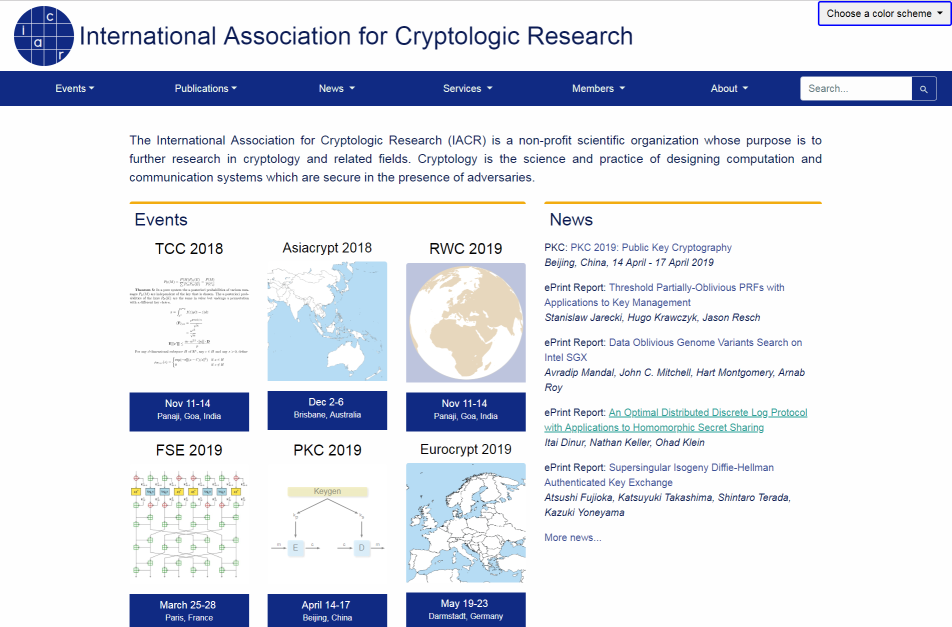 Choose a color scheme
c
i
a
r
International Association for Cryptologic Research
Events
Publications
News
Services
Members
About
Search...
The International Association for Cryptologic Research (IACR) is a non-profit scientific organization whose purpose is to
further research in cryptology and related fields. Cryptology is the science and practice of designing computation and
communication systems which are secure in the presence of adversaries.
Events
TCC 2018
Nov 11-14
Panaji, Goa, India
Asiacrypt 2018
Dec 2-6
Brisbane, Australia
RWC 2019
Nov 11-14
Panaji, Goa, India
FSE 2019
March 25-28
Paris, France
PKC 2019
Keygen
E
D
April 14-17
Beijing, China
Eurocrypt 2019
May 19-23
Darmstadt, Germany
News
PKC: PKC 2019: Public Key Cryptography
Beijing, China, 14 April - 17 April 2019
ePrint Report: Threshold Partially-Oblivious PRFs with
Applications to Key Management
Stanislaw Jarecki, Hugo Krawczyk, Jason Resch
ePrint Report: Data Oblivious Genome Variants Search on
Intel SGX
Avradip Mandal, John C. Mitchell, Hart Montgomery, Arnab
Roy
ePrint Report: An Optimal Distributed Discrete Log Protocol
with Applications to Homomorphic Secret Sharing
Itai Dinur, Nathan Keller, Ohad Klein
ePrint Report: Supersingular Isogeny Diffie-Hellman
Authenticated Key Exchange
Atsushi Fujioka, Katsuyuki Takashima, Shintaro Terada,
Kazuki Yoneyama
More news...